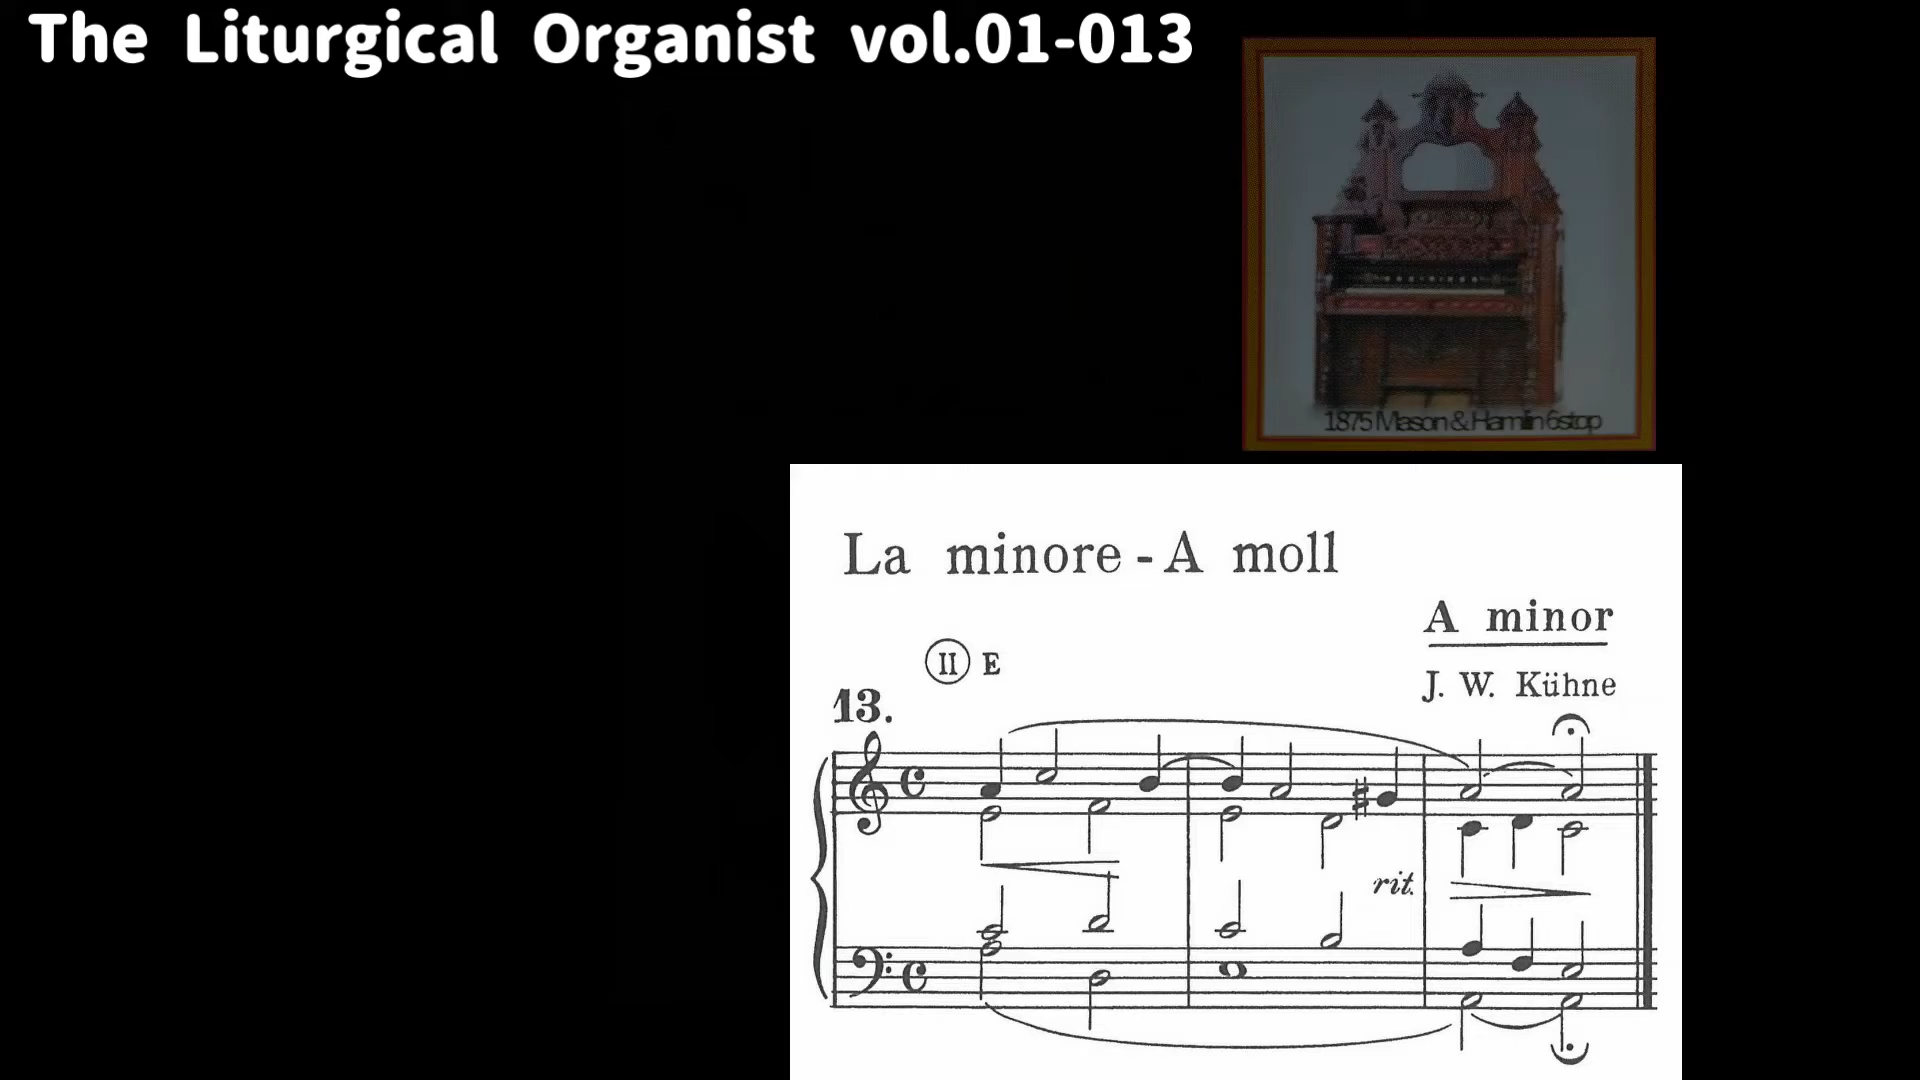 The Liturgical Organist vol.01-013
1875 Mason & Hamlin 6stop
La minore - A moll
A minor
II E
J. W. Kühne
13.
rit.